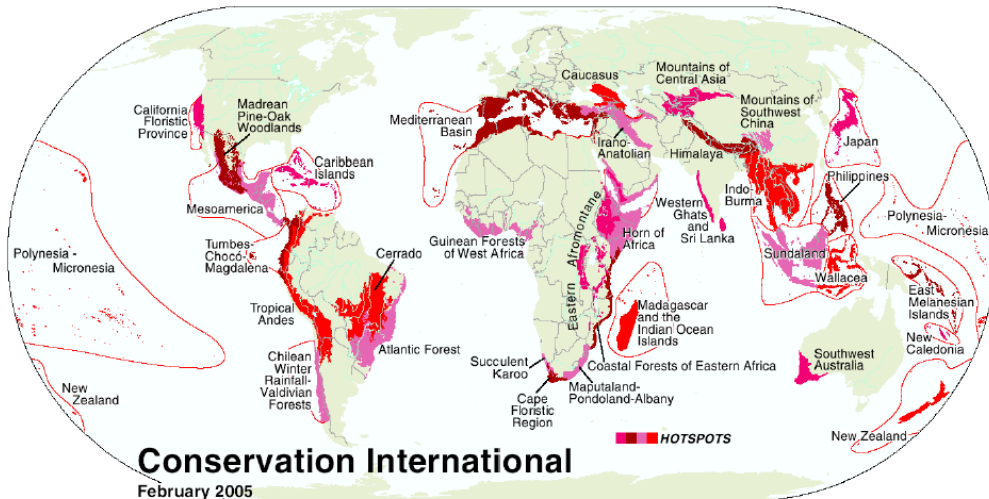 California
Floristic
Province
Madrean
Pine-Oak
Woodlands
Caribbean
Islands
Mesoamerica
Polynesia -
Micronesia
Tumbes-
Chocó-
Magdalena
Cerrado
Tropical
Andes
Atlantic Forest
Chilean
Winter
Rainfall-
Valdivian
Forests
New
Zealand
Mediterranean
Basin
Caucasus
Irano-
Anatolian
Mountains of
Central Asia
Mountains of
Southwest
China
Himalaya
Japan
Philippines
Indo-
Burma
Western
Ghats
and
Sri Lanka
Guinean Forests
of West Africa
Eastern Afromontane
Horn of
Africa
Polynesia-
Micronesia
Sundaland
Wallacea
East
Melanesian
Islands
New
Caledonia
Madagascar
and the
Indian Ocean
Islands
Succulent
Karoo
Cape
Floristic
Region
Coastal Forests of Eastern Africa
Maputaland-
Pondoland-Albany
Southwest
Australia
New Zealand
HOTSPOTS
Conservation International
February 2005